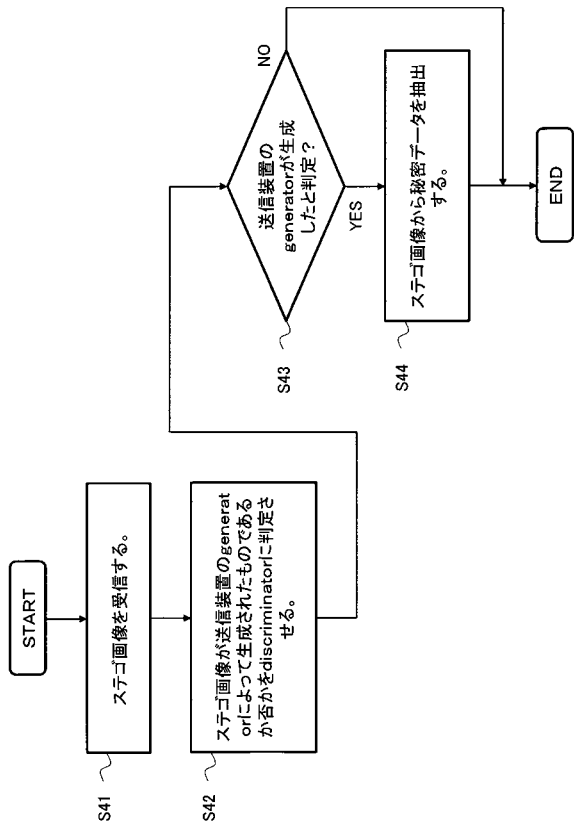 START
S41
ステゴ画像を受信する。
S42
ステゴ画像が送信装置のgenerat
orによって生成されたものである
か否かをdiscriminatorに判定さ
せる。
S43
送信装置の
generatorが生成
したと判定？
NO
YES
S44
ステゴ画像から秘密データを抽出
する。
END